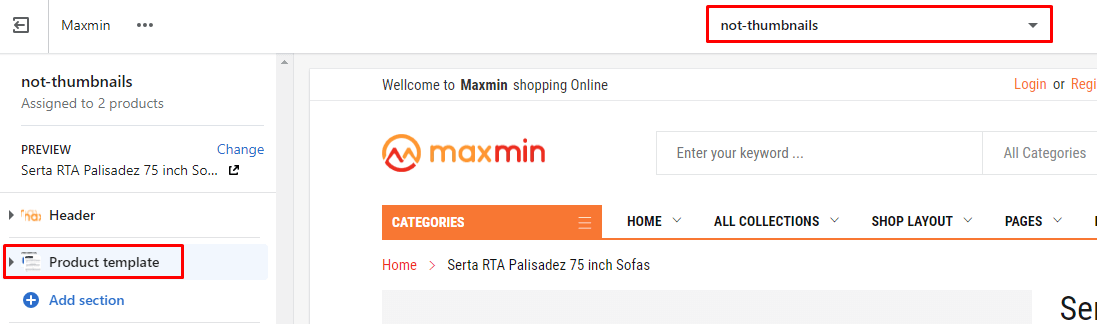 Maxmin
not-thumbnails
not-thumbnails
Assigned to 2 products
PREVIEW
Change
Serta RTA Palisadez 75 inch So...
Header
Product template
Add section
Wellcome to Maxmin shopping Online
Login or Regi
maxmin
Enter your keyword ...
All Categories
CATEGORIES
HOME
ALL COLLECTIONS
SHOP LAYOUT
PAGES
Home > Serta RTA Palisadez 75 inch Sofas